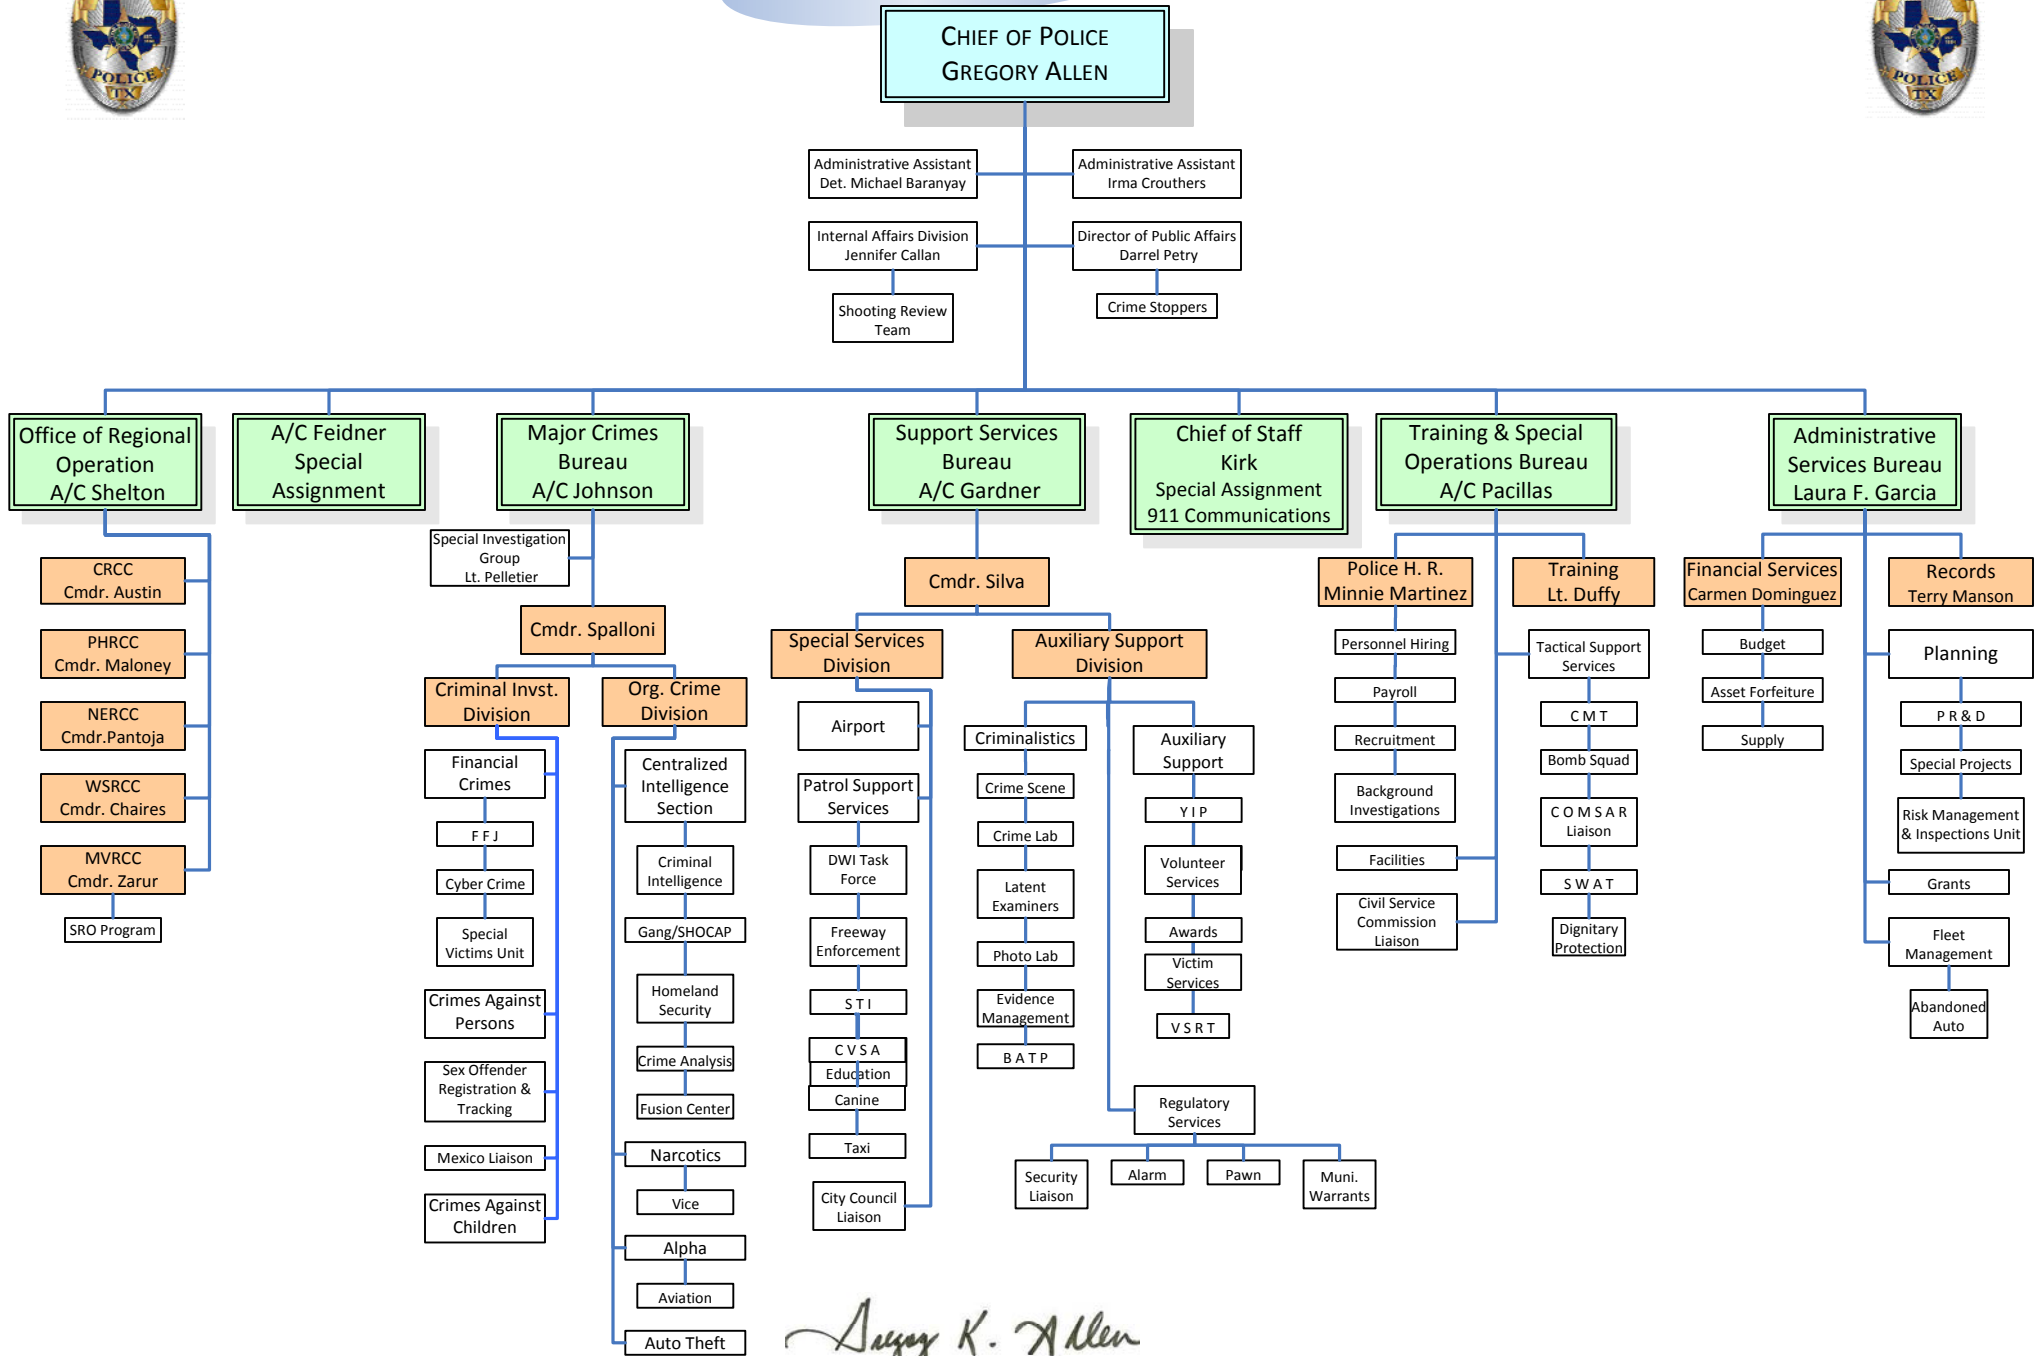 POLICE
TX
POLICE
TX
CHIEF OF POLICE
GREGORY ALLEN
Administrative Assistant
Det. Michael Baranyay
Administrative Assistant
Irma Crouthers
Internal Affairs Division
Jennifer Callan
Director of Public Affairs
Darrel Petry
Shooting Review
Team
Crime Stoppers
Office of Regional
Operation
A/C Shelton
A/C Feidner
Special
Assignment
Major Crimes
Bureau
A/C Johnson
Support Services
Bureau
A/C Gardner
Chief of Staff
Kirk
Special Assignment
911 Communications
Training & Special
Operations Bureau
A/C Pacillas
Administrative
Services Bureau
Laura F. Garcia
CRCC
Cmdr. Austin
PHRCC
Cmdr. Maloney
NERCC
Cmdr.Pantoja
WSRCC
Cmdr. Chaires
MVRCC
Cmdr. Zarur
SRO Program
Special Investigation
Group
Lt. Pelletier
Cmdr. Spalloni
Criminal Invst.
Division
Org. Crime
Division
Financial
Crimes
F F J
Cyber Crime
Special
Victims Unit
Crimes Against
Persons
Sex Offender
Registration &
Tracking
Mexico Liaison
Crimes Against
Children
Centralized
Intelligence
Section
Criminal
Intelligence
Gang/SHOCAP
Homeland
Security
Crime Analysis
Fusion Center
Narcotics
Vice
Alpha
Aviation
Auto Theft
Cmdr. Silva
Special Services
Division
Auxiliary Support
Division
Airport
Patrol Support
Services
DWI Task
Force
Freeway
Enforcement
S T I
C V S A
Education
Canine
Taxi
City Council
Liaison
Criminalistics
Crime Scene
Crime Lab
Latent
Examiners
Photo Lab
Evidence
Management
B A T P
Auxiliary
Support
Y I P
Volunteer
Services
Awards
Victim
Services
V S R T
Regulatory
Services
Security
Liaison
Alarm
Pawn
Muni.
Warrants
Police H. R.
Minnie Martinez
Training
Lt. Duffy
Personnel Hiring
Payroll
Recruitment
Background
Investigations
Facilities
Civil Service
Commission
Liaison
Tactical Support
Services
C M T
Bomb Squad
C O M S A R
Liaison
S W A T
Dignitary
Protection
Financial Services
Carmen Dominguez
Records
Terry Manson
Budget
Asset Forfeiture
Supply
Planning
P R & D
Special Projects
Risk Management
& Inspections Unit
Grants
Fleet
Management
Abandoned
Auto
Gregory K. Allen